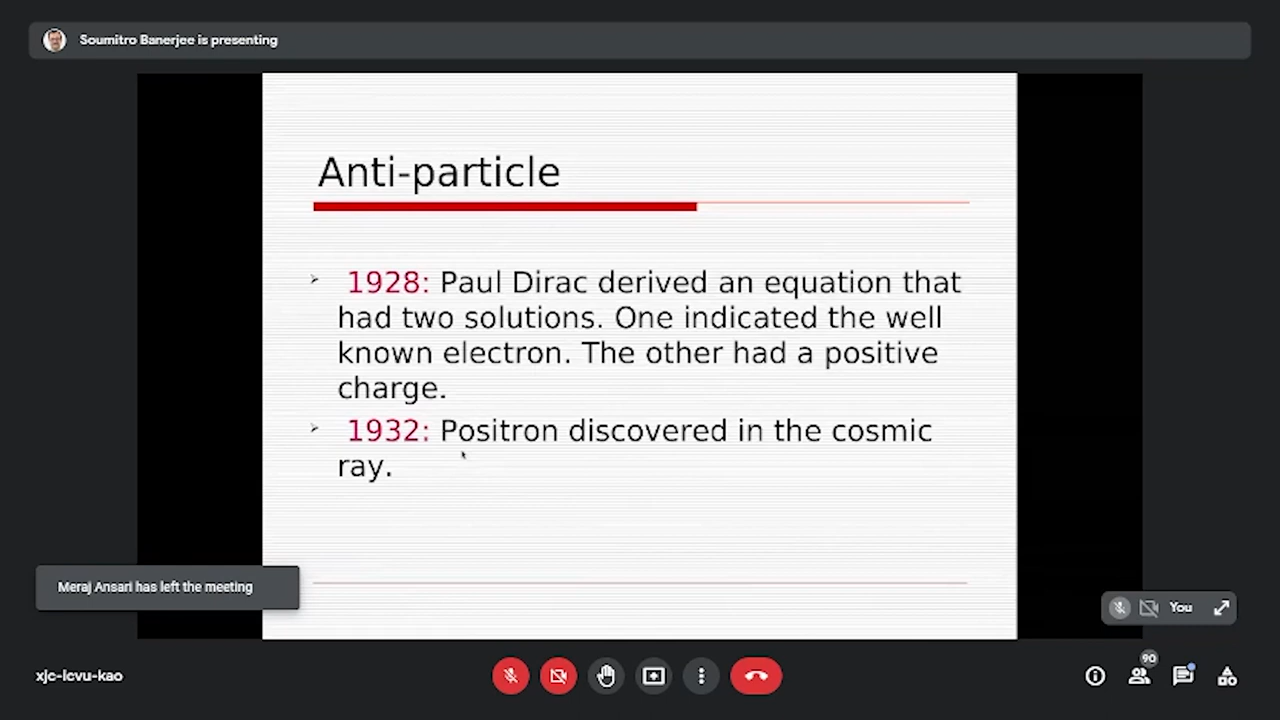 Soumitro Banerjee is presenting
Anti-particle
1928: Paul Dirac derived an equation that
had two solutions. One indicated the well
known electron. The other had a positive
charge.
1932: Positron discovered in the cosmic
ray.
Meraj Ansari has left the meeting
You
90
xjc-lcvu-kao